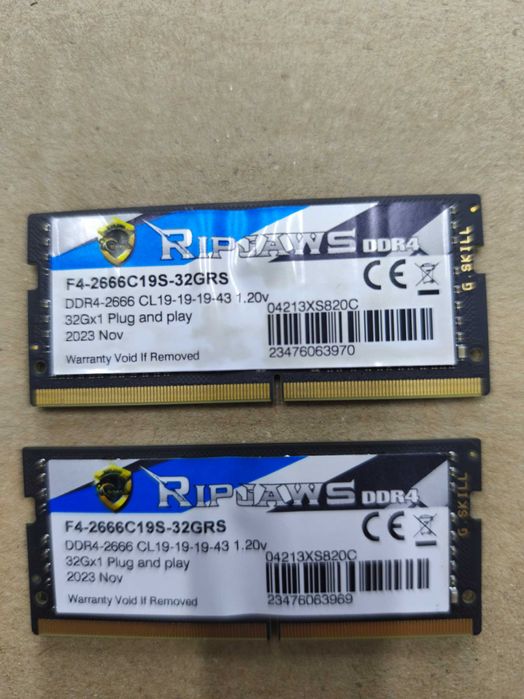 RIPJAWS DDR4
F4-2666C19S-32GRS
DDR4-2666 CL19-19-19-43 1.20v
32Gx1 Plug and play
2023 Nov
Warranty Void If Removed
04213XS820C
23476063970
CE
G.SKILL
RIPJAWS DDR4
F4-2666C19S-32GRS
DDR4-2666 CL19-19-19-43 1.20v
32Gx1 Plug and play
2023 Nov
Warranty Void If Removed
04213XS820C
23476063969
CE
G.SKILL